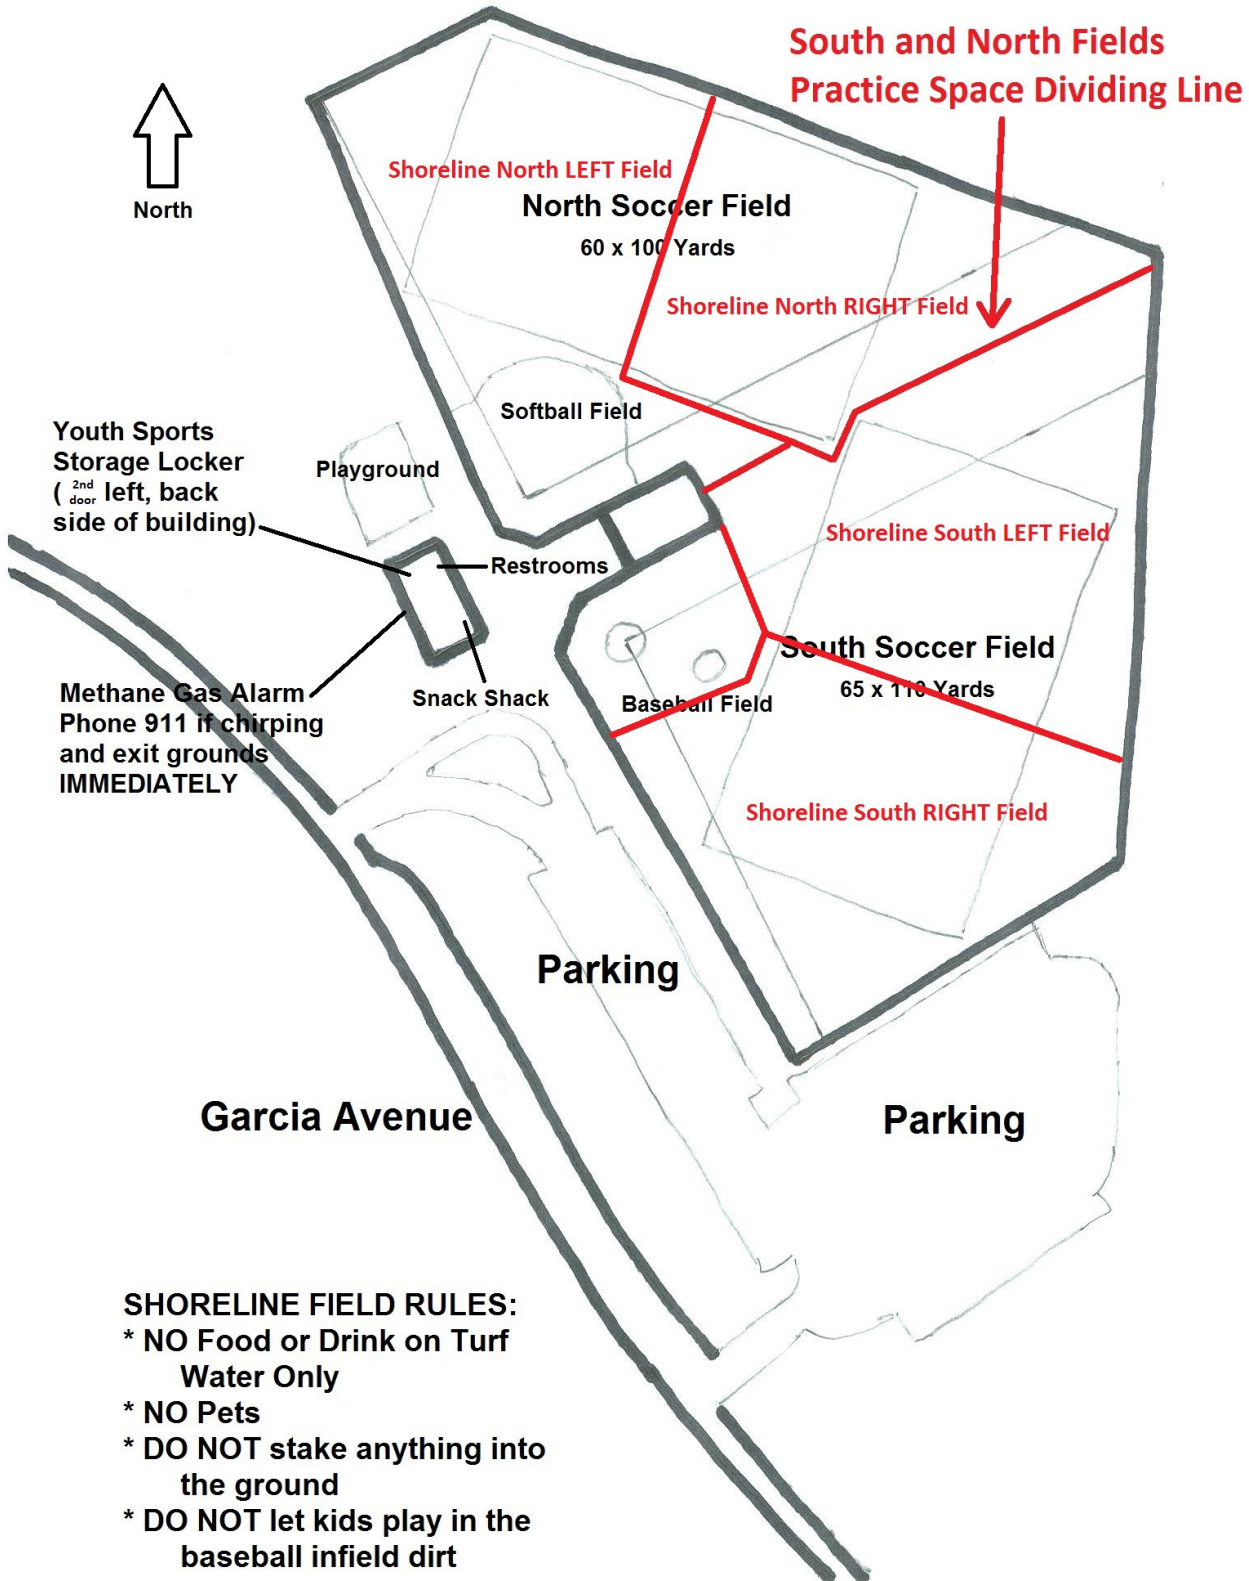 South and North Fields
Practice Space Dividing Line
North
Shoreline North LEFT Field
North Soccer Field
60 x 100 Yards
Shoreline North RIGHT Field
Softball Field
Youth Sports
Storage Locker
( 2nd door left, back
side of building)
Playground
Restrooms
Shoreline South LEFT Field
South Soccer Field
65 x 110 Yards
Baseball Field
Snack Shack
Methane Gas Alarm
Phone 911 if chirping
and exit grounds
IMMEDIATELY
Shoreline South RIGHT Field
Parking
Garcia Avenue
Parking
SHORELINE FIELD RULES:
* NO Food or Drink on Turf
Water Only
* NO Pets
* DO NOT stake anything into
the ground
* DO NOT let kids play in the
baseball infield dirt